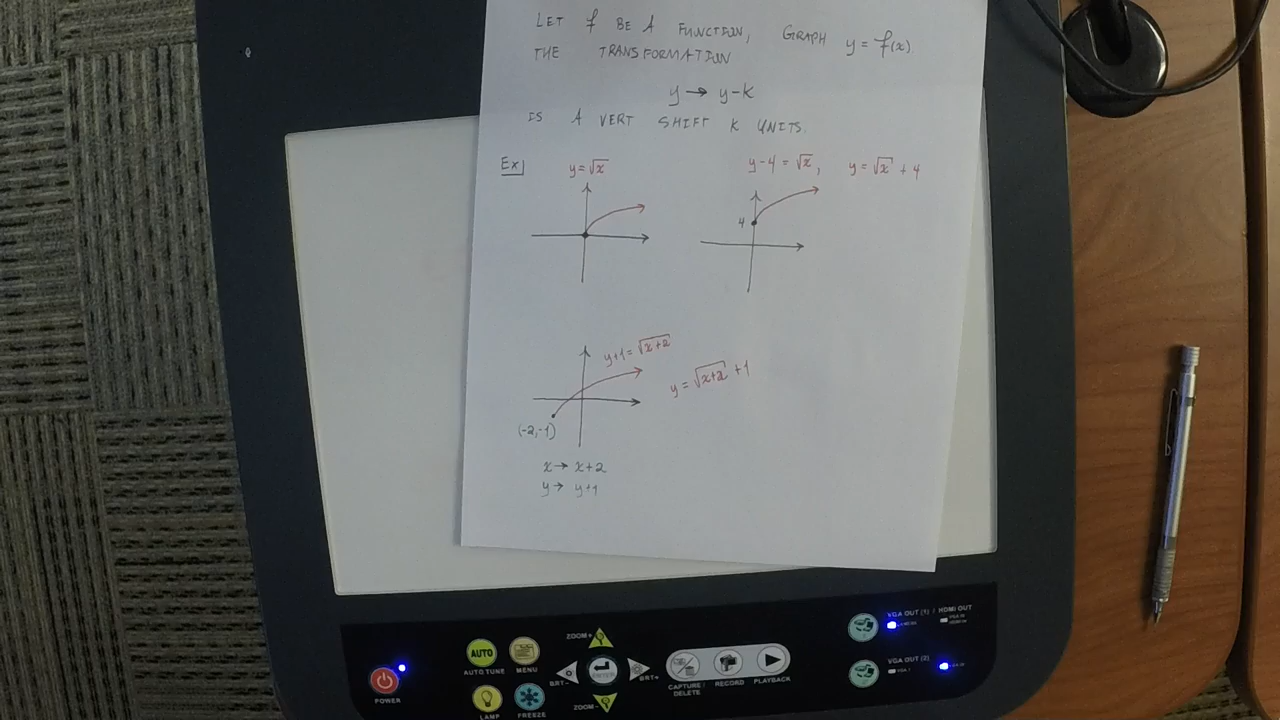 LET f BE A FUNCTION, GRAPH y = f(x)
THE TRANSFORMATION
y → y-k
IS A VERT SHIFT K UNITS.
Ex y=√x y-4 = √x, y = √x + 4
4
y+1 = √x+2
y = √x+2 + 1
(-2,-1)
x → x+2
y → y+1
ZOOM+
AUTO
AUTO TUNE
MENU
BRT-
ENTER
BRT+
POWER
LAMP
FREEZE
ZOOM-
CAPTURE / DELETE
RECORD
PLAYBACK
VGA OUT (1) / HDMI OUT
VGA OUT (2)